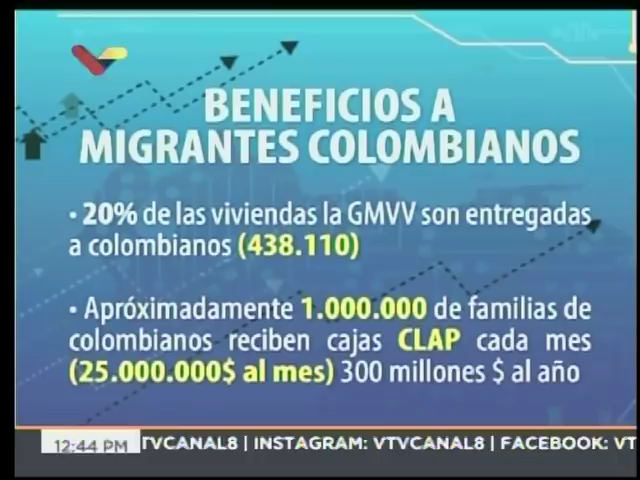 BENEFICIOS A
MIGRANTES COLOMBIANOS
• 20% de las viviendas la GMVV son entregadas
a colombianos (438.110)
• Apróximadamente 1.000.000 de familias de
colombianos reciben cajas CLAP cada mes
(25.000.000$ al mes) 300 millones $ al año
12:44 PM TVCANAL8 | INSTAGRAM: VTVCANAL8 | FACEBOOK: VT